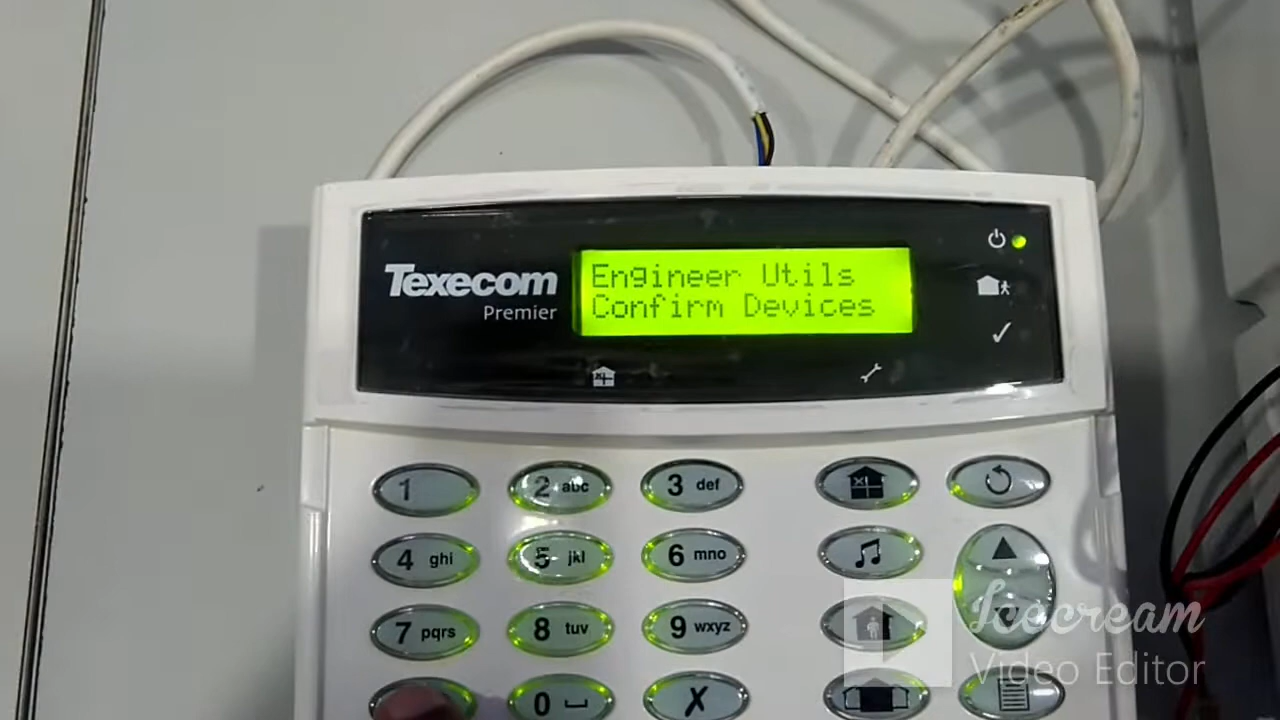 Texecom
Premier
Engineer Utils
Confirm Devices
1
2 abc
3 def
4 ghi
5 jkl
6 mno
7 pqrs
8 tuv
9 wxyz
0
X
Icecream
Video Editor